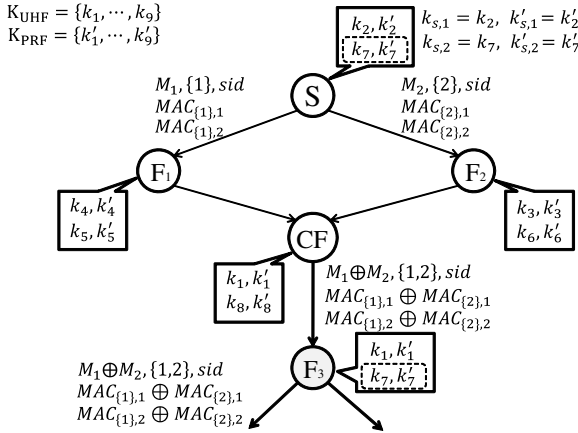 K_UHF = {k_1, ⋯, k_9}
K_PRF = {k′_1, ⋯, k′_9}
k_2, k′_2
k_7, k′_7
k_{s,1} = k_2, k′_{s,1} = k′_2
k_{s,2} = k_7, k′_{s,2} = k′_7
S
M_1, {1}, sid
MAC_{{1},1}
MAC_{{1},2}
M_2, {2}, sid
MAC_{{2},1}
MAC_{{2},2}
F_1
F_2
k_4, k′_4
k_5, k′_5
k_3, k′_3
k_6, k′_6
CF
k_1, k′_1
k_8, k′_8
M_1⊕M_2, {1,2}, sid
MAC_{{1},1} ⊕ MAC_{{2},1}
MAC_{{1},2} ⊕ MAC_{{2},2}
F_3
k_1, k′_1
k_7, k′_7
M_1⊕M_2, {1,2}, sid
MAC_{{1},1} ⊕ MAC_{{2},1}
MAC_{{1},2} ⊕ MAC_{{2},2}